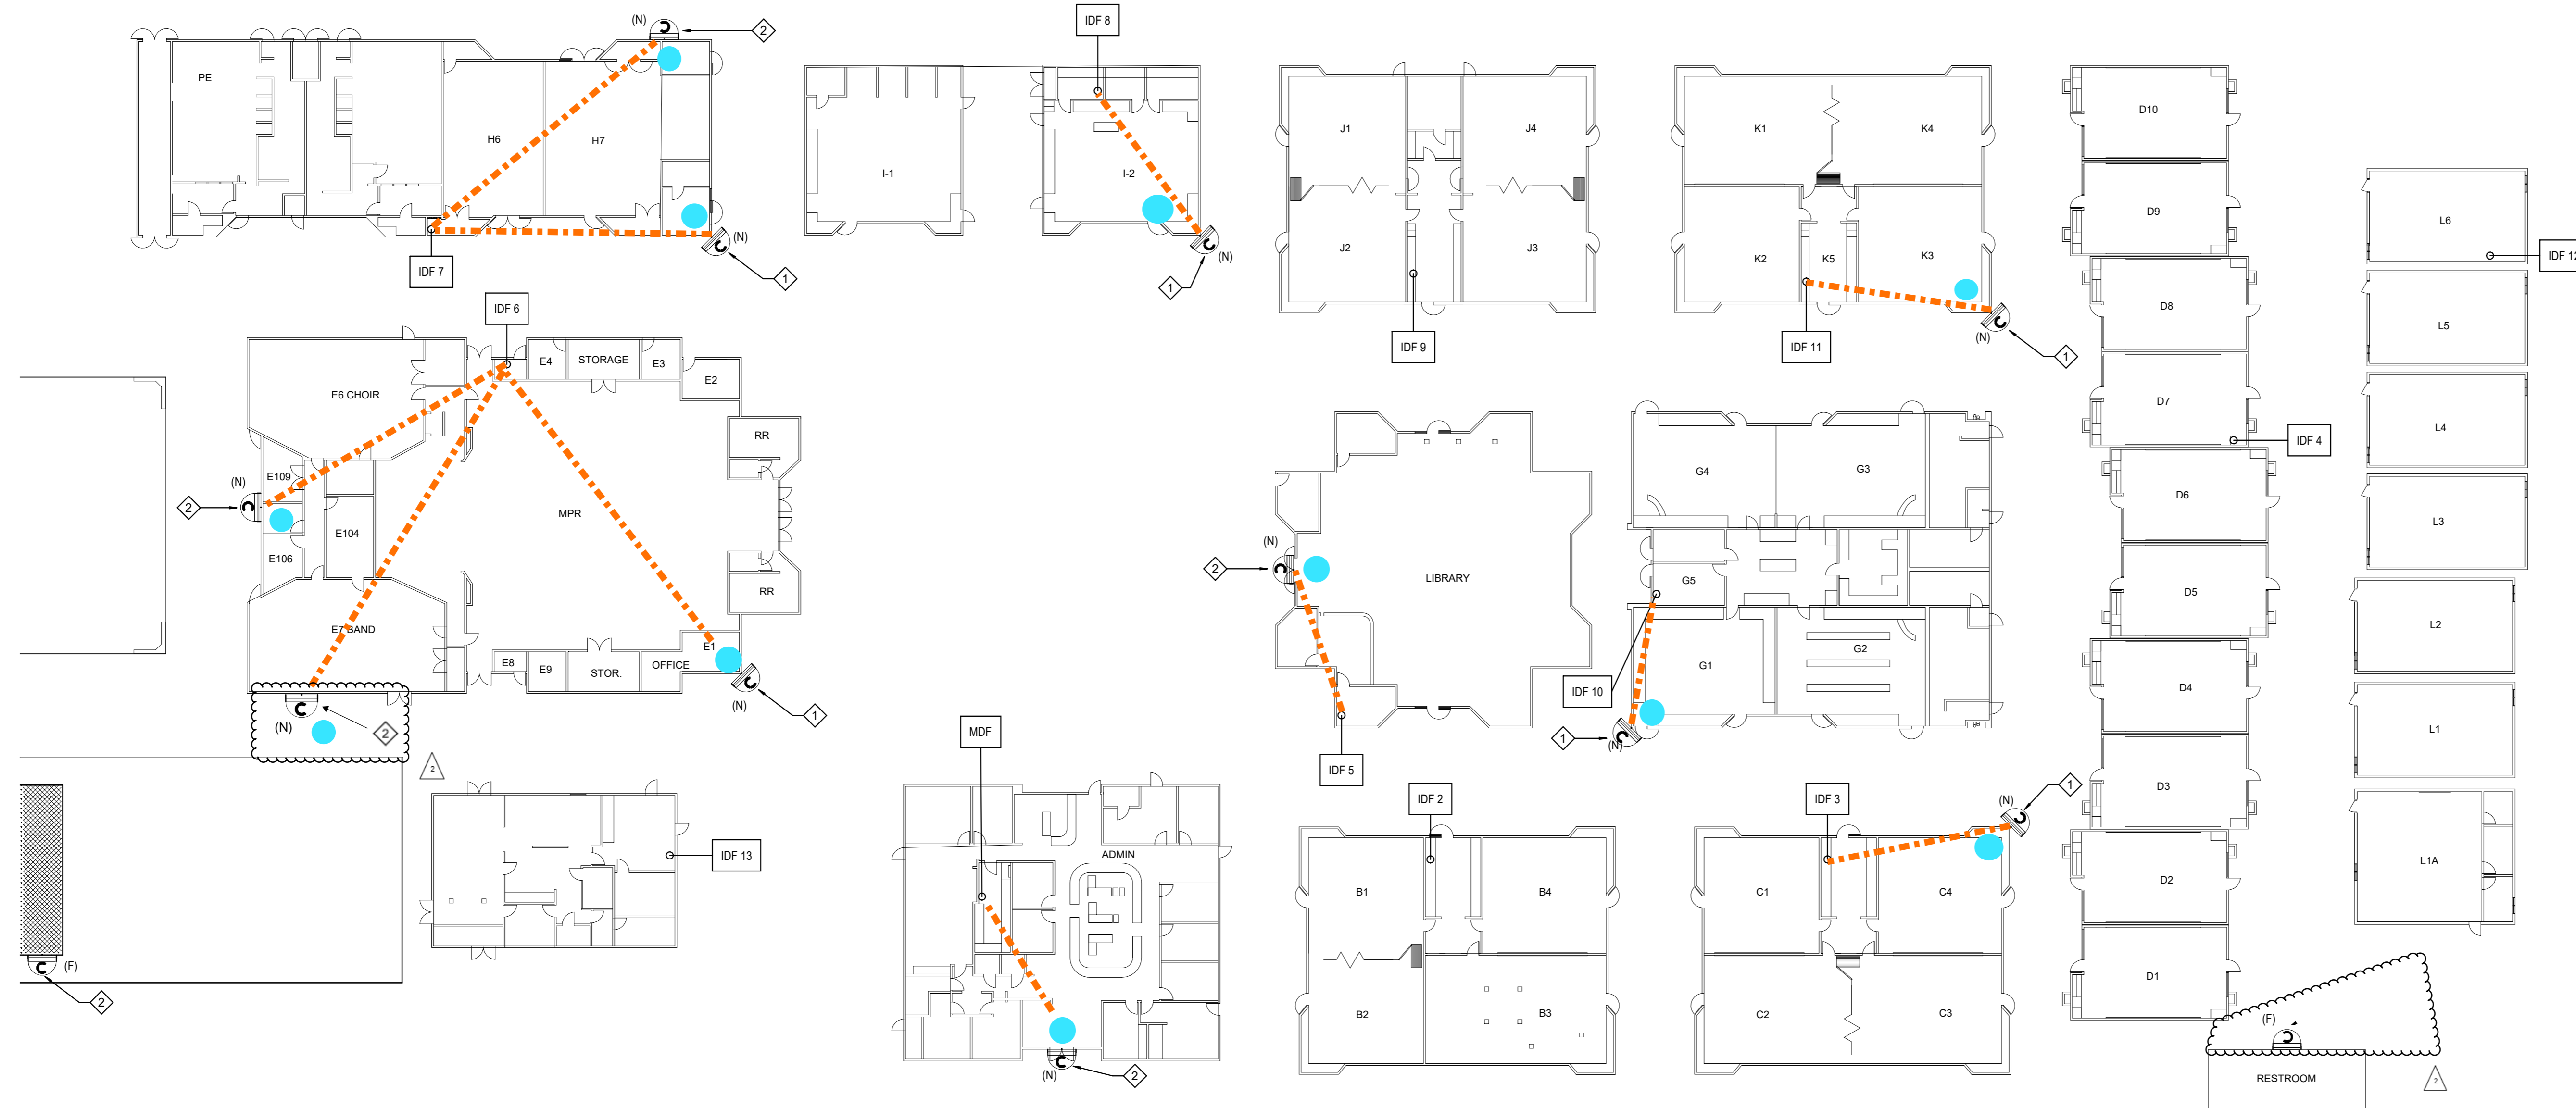 (N)
2
IDF 8
PE
H6
H7
(N)
1
IDF 7
I-1
I-2
(N)
1
J1
J4
J2
J3
IDF 9
K1
K4
K2
K5
K3
IDF 11
(N)
1
D10
D9
D8
D7
IDF 4
D6
D5
D4
D3
D2
D1
L6
IDF 12
L5
L4
L3
L2
L1
L1A
IDF 6
E4
STORAGE
E3
E2
E6 CHOIR
RR
E109
(N)
2
E104
MPR
E106
RR
E7 BAND
E1
E8
E9
STOR.
OFFICE
(N)
1
(N)
2
2
(N)
2
LIBRARY
IDF 5
G4
G3
G5
G1
G2
IDF 10
1
(N)
MDF
IDF 13
(F)
2
ADMIN
(N)
2
IDF 2
B1
B4
B2
B3
IDF 3
(N)
1
C1
C4
C2
C3
(F)
RESTROOM
2